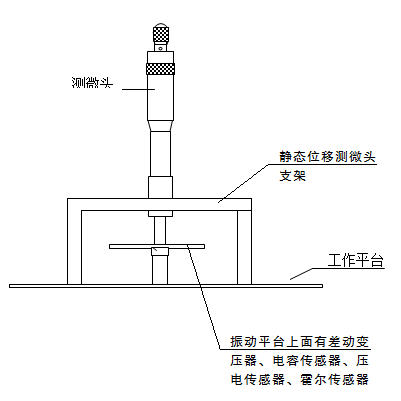 测微头
静态位移测微头
支架
工作平台
振动平台上面有差动变
压器、电容传感器、压
电传感器、霍尔传感器